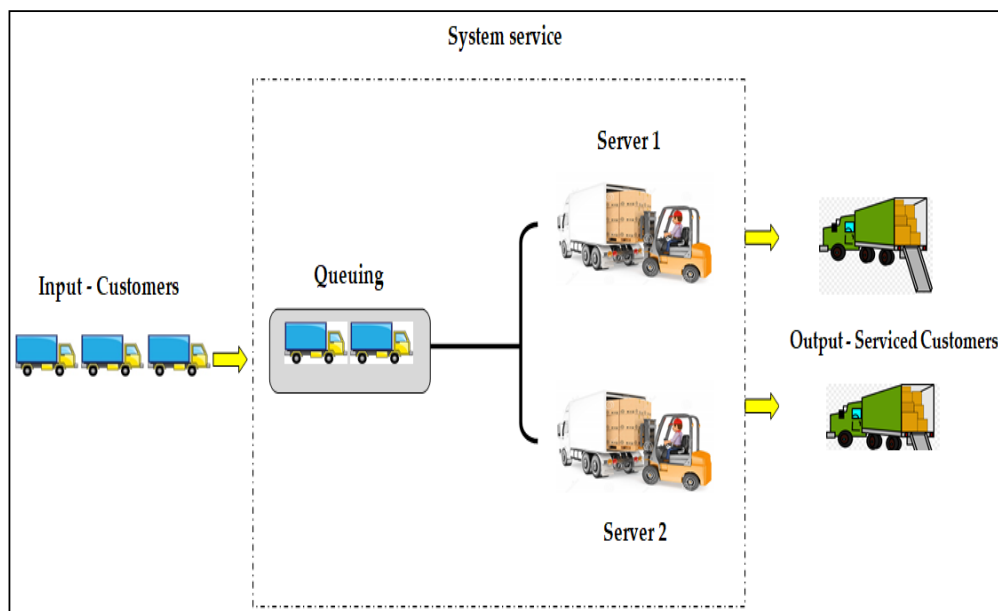 System service
Server 1
Queuing
Input - Customers
Output - Serviced Customers
Server 2